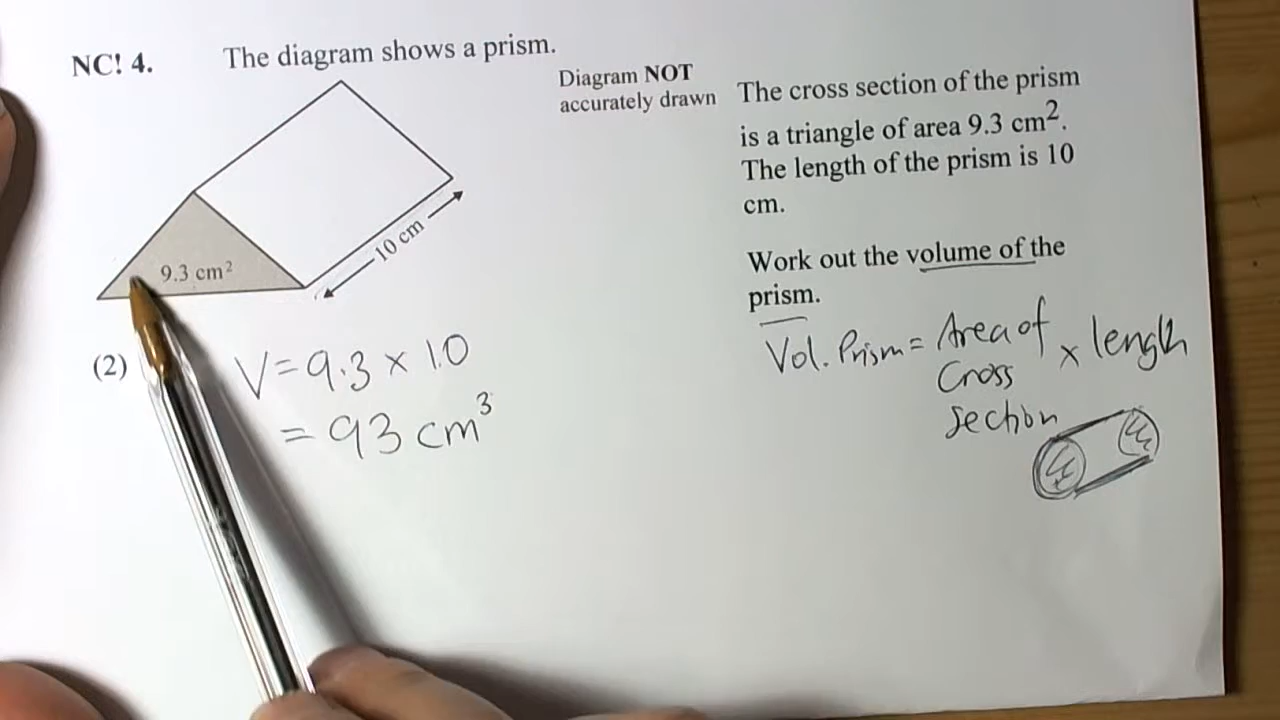 NC! 4. The diagram shows a prism.
Diagram NOT
accurately drawn
The cross section of the prism
is a triangle of area 9.3 cm².
The length of the prism is 10
cm.
Work out the volume of the
prism.
9.3 cm²
10 cm
(2)
V = 9.3 × 10
= 93 cm³
Vol. Prism = Area of × length
Cross
section